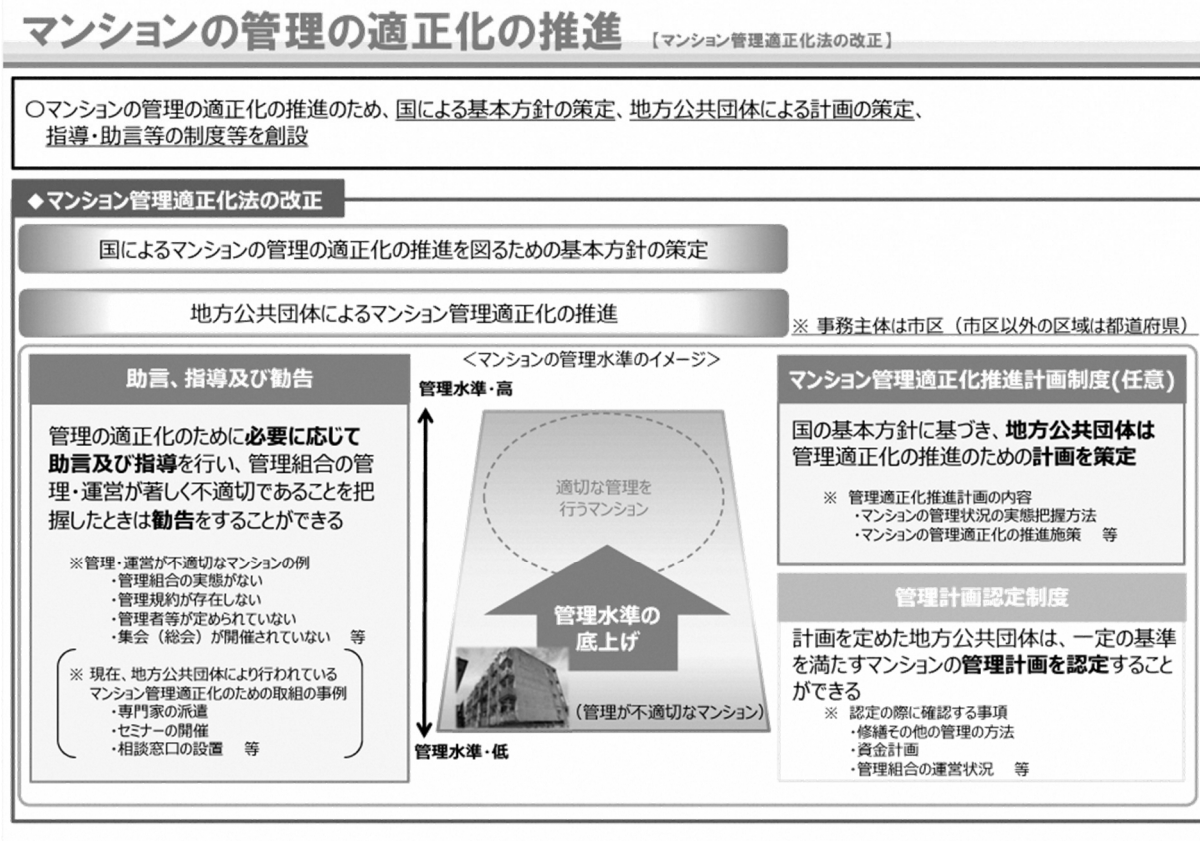 マンションの管理の適正化の推進 【マンション管理適正化法の改正】
○マンションの管理の適正化の推進のため、国による基本方針の策定、地方公共団体による計画の策定、
指導・助言等の制度等を創設
◆マンション管理適正化法の改正
国によるマンションの管理の適正化の推進を図るための基本方針の策定
地方公共団体によるマンション管理適正化の推進
※ 事務主体は市区（市区以外の区域は都道府県）
助言、指導及び勧告
管理の適正化のために必要に応じて
助言及び指導を行い、管理組合の管
理・運営が著しく不適切であることを把
握したときは勧告をすることができる
※管理・運営が不適切なマンションの例
・管理組合の実態がない
・管理規約が存在しない
・管理者等が定められていない
・集会（総会）が開催されていない 等
※ 現在、地方公共団体により行われている
マンション管理適正化のための取組の事例
・専門家の派遣
・セミナーの開催
・相談窓口の設置 等
＜マンションの管理水準のイメージ＞
管理水準・高
適切な管理を
行うマンション
管理水準の
底上げ
（管理が不適切なマンション）
管理水準・低
マンション管理適正化推進計画制度(任意)
国の基本方針に基づき、地方公共団体は
管理適正化の推進のための計画を策定
※ 管理適正化推進計画の内容
・マンションの管理状況の実態把握方法
・マンションの管理適正化の推進施策 等
管理計画認定制度
計画を定めた地方公共団体は、一定の基準
を満たすマンションの管理計画を認定すること
ができる
※ 認定の際に確認する事項
・修繕その他の管理の方法
・資金計画
・管理組合の運営状況 等